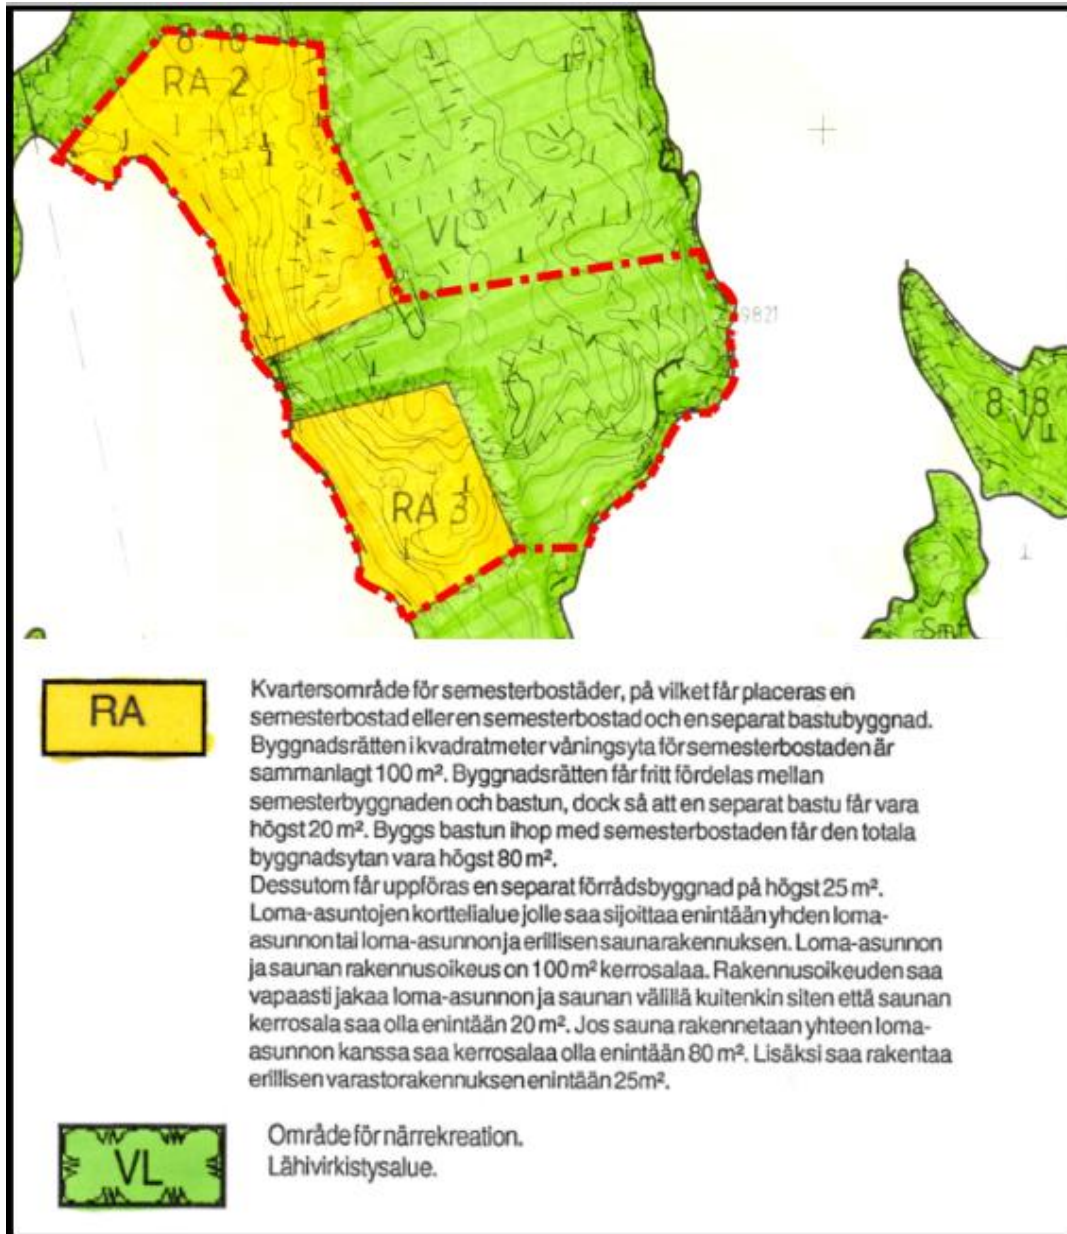 8 18
RA 2
VL
9821
8 18
VL
RA 3
Smf
RA
Kvartersområde för semesterbostäder, på vilket får placeras en
semesterbostad eller en semesterbostad och en separat bastubyggnad.
Byggnadsrätten i kvadratmeter våningsyta för semesterbostaden är
sammanlagt 100 m². Byggnadsrätten får fritt fördelas mellan
semesterbyggnaden och bastun, dock så att en separat bastu får vara
högst 20 m². Byggs bastun ihop med semesterbostaden får den totala
byggnadsytan vara högst 80 m².
Dessutom får uppföras en separat förrådsbyggnad på högst 25 m².
Loma-asuntojen korttelialue jolle saa sijoittaa enintään yhden loma-
asunnon tai loma-asunnon ja erillisen saunarakennuksen. Loma-asunnon
ja saunan rakennusoikeus on 100 m² kerrosalaa. Rakennusoikeuden saa
vapaasti jakaa loma-asunnon ja saunan välillä kuitenkin siten että saunan
kerrosala saa olla enintään 20 m². Jos sauna rakennetaan yhteen loma-
asunnon kanssa saa kerrosalaa olla enintään 80 m². Lisäksi saa rakentaa
erillisen varastorakennuksen enintään 25m².
VL
Område för närrekreation.
Lähivirkistysalue.